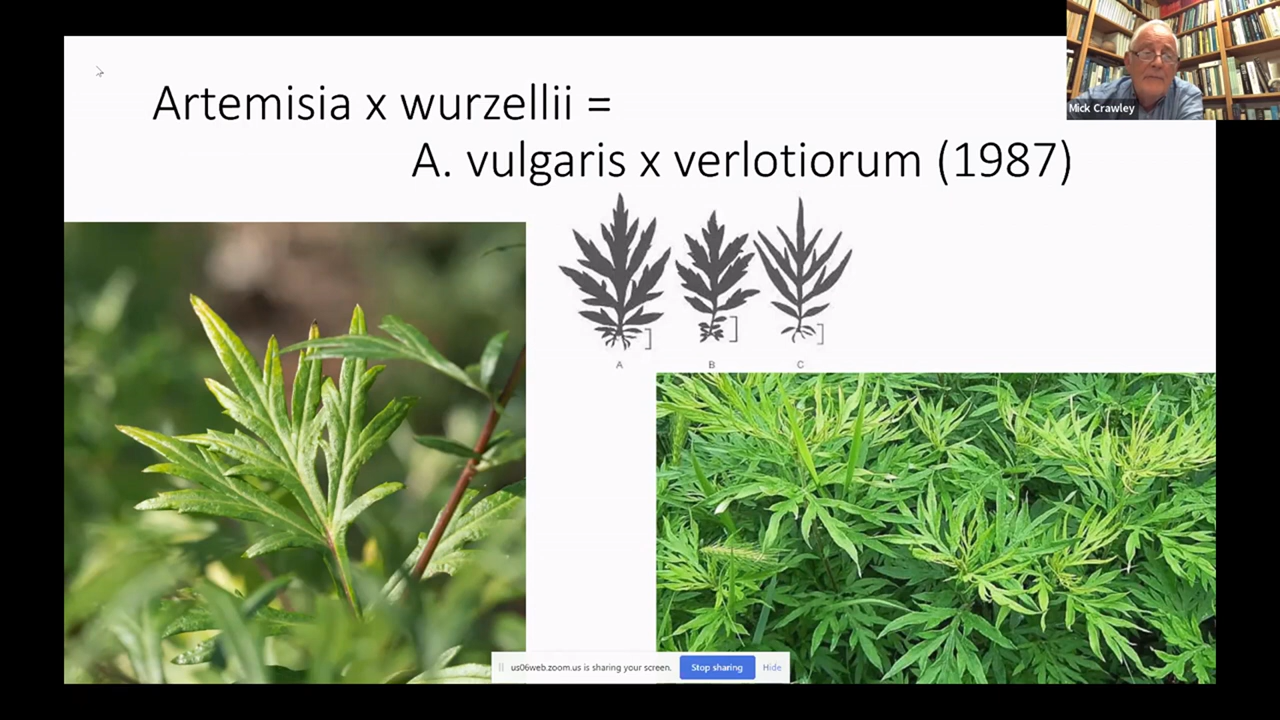 Mick Crawley
Artemisia x wurzellii =
A. vulgaris x verlotiorum (1987)
A
B
C
us06web.zoom.us is sharing your screen.
Stop sharing
Hide